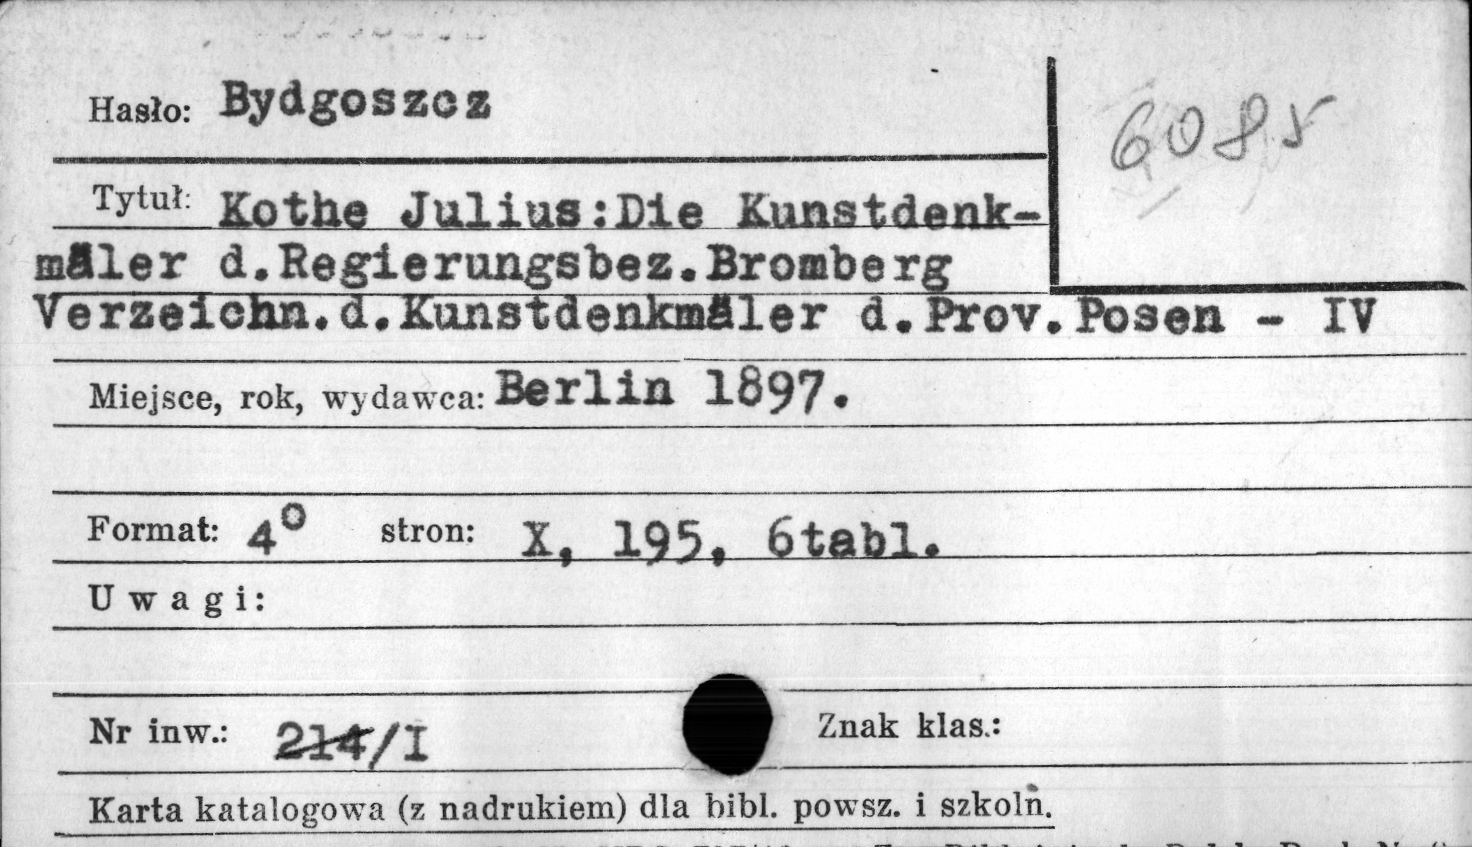 Hasło: Bydgoszcz
6085
Tytuł: Kothe Julius:Die Kunstdenk-
mäler d.Regierungsbez.Bromberg
Verzeichn.d.Kunstdenkmäler d.Prov.Posen - IV
Miejsce, rok, wydawca: Berlin 1897.
Format: 4° stron: X, 195, 6tabl.
Uwagi:
Nr inw.: 214/I Znak klas.:
Karta katalogowa (z nadrukiem) dla bibl. powsz. i szkoln.